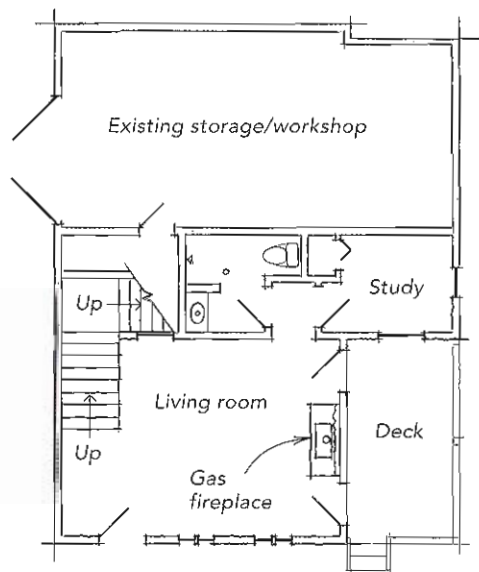 Existing storage/workshop
Up
Study
Living room
Deck
Up
Gas
fireplace